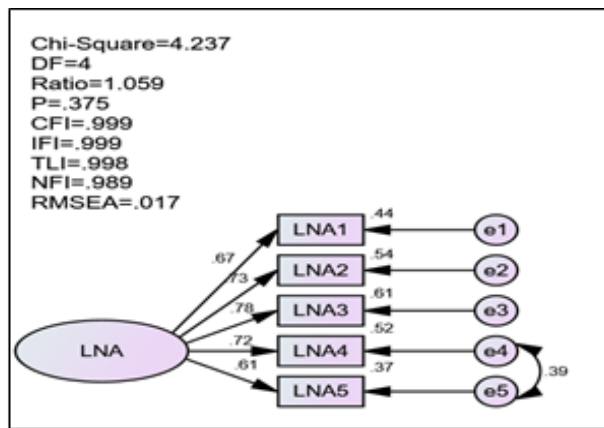 Chi-Square=4.237
DF=4
Ratio=1.059
P=.375
CFI=.999
IFI=.999
TLI=.998
NFI=.989
RMSEA=.017
.44
LNA1
e1
.67
.54
LNA2
e2
.73
.61
LNA3
e3
.78
.52
LNA
.72
LNA4
e4
.61
.37
.39
LNA5
e5